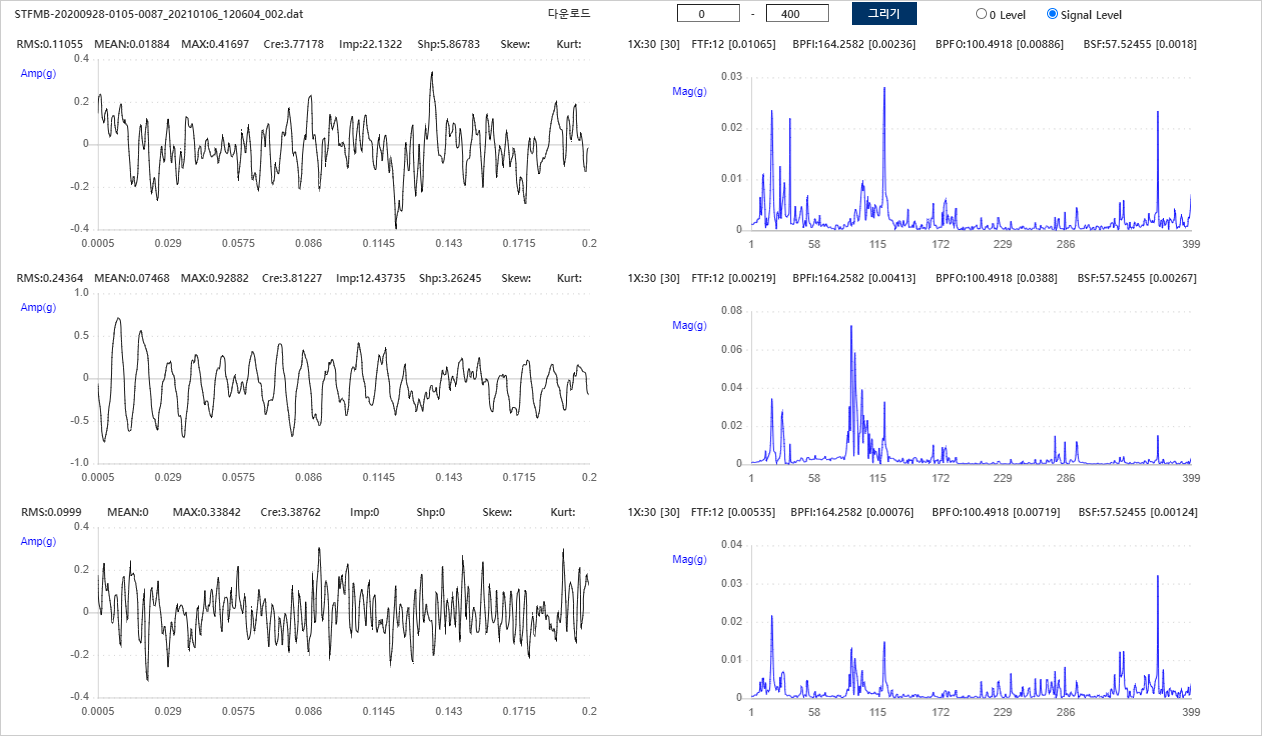 STFMB-20200928-0105-0087_20210106_120604_002.dat 다운로드 0 - 400 그리기 0 Level Signal Level
RMS:0.11055 MEAN:0.01884 MAX:0.41697 Cre:3.77178 Imp:22.1322 Shp:5.86783 Skew: Kurt: 1X:30 [30] FTF:12 [0.01065] BPFI:164.2582 [0.00236] BPFO:100.4918 [0.00886] BSF:57.52455 [0.0018]
Amp(g)
0.4
0.2
0
-0.2
-0.4
0.0005 0.029 0.0575 0.086 0.1145 0.143 0.1715 0.2
Mag(g)
0.03
0.02
0.01
0
1 58 115 172 229 286 399
RMS:0.24364 MEAN:0.07468 MAX:0.92882 Cre:3.81227 Imp:12.43735 Shp:3.26245 Skew: Kurt: 1X:30 [30] FTF:12 [0.00219] BPFI:164.2582 [0.00413] BPFO:100.4918 [0.0388] BSF:57.52455 [0.00267]
Amp(g)
1.0
0.5
0
-0.5
-1.0
0.0005 0.029 0.0575 0.086 0.1145 0.143 0.1715 0.2
Mag(g)
0.08
0.06
0.04
0.02
0
1 58 115 172 229 286 399
RMS:0.0999 MEAN:0 MAX:0.33842 Cre:3.38762 Imp:0 Shp:0 Skew: Kurt: 1X:30 [30] FTF:12 [0.00535] BPFI:164.2582 [0.00076] BPFO:100.4918 [0.00719] BSF:57.52455 [0.00124]
Amp(g)
0.4
0.2
0
-0.2
-0.4
0.0005 0.029 0.0575 0.086 0.1145 0.143 0.1715 0.2
Mag(g)
0.04
0.03
0.02
0.01
0
1 58 115 172 229 286 399